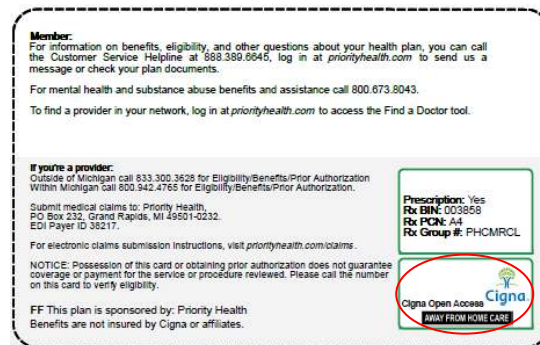 Member:
For information on benefits, eligibility, and other questions about your health plan, you can call
the Customer Service Helpline at 888.389.6645, log in at priorityhealth.com to send us a
message or check your plan documents.
For mental health and substance abuse benefits and assistance call 800.673.8043.
To find a provider in your network, log in at priorityhealth.com to access the Find a Doctor tool.
If you're a provider:
Outside of Michigan call 833.300.3628 for Eligibility/Benefits/Prior Authorization
Within Michigan call 800.942.4765 for Eligibility/Benefits/Prior Authorization.
Submit medical claims to: Priority Health,
PO Box 232, Grand Rapids, MI 49501-0232.
EDI Payer ID 38217.
For electronic claims submission instructions, visit priorityhealth.com/claims.
NOTICE: Possession of this card or obtaining prior authorization does not guarantee
coverage or payment for the service or procedure reviewed. Please call the number
on this card to verify eligibility.
FF This plan is sponsored by: Priority Health
Benefits are not insured by Cigna or affiliates.
Prescription: Yes
Rx BIN: 003858
Rx PCN: A4
Rx Group #: PHCMRCL
Cigna Open Access Cigna.
AWAY FROM HOME CARE